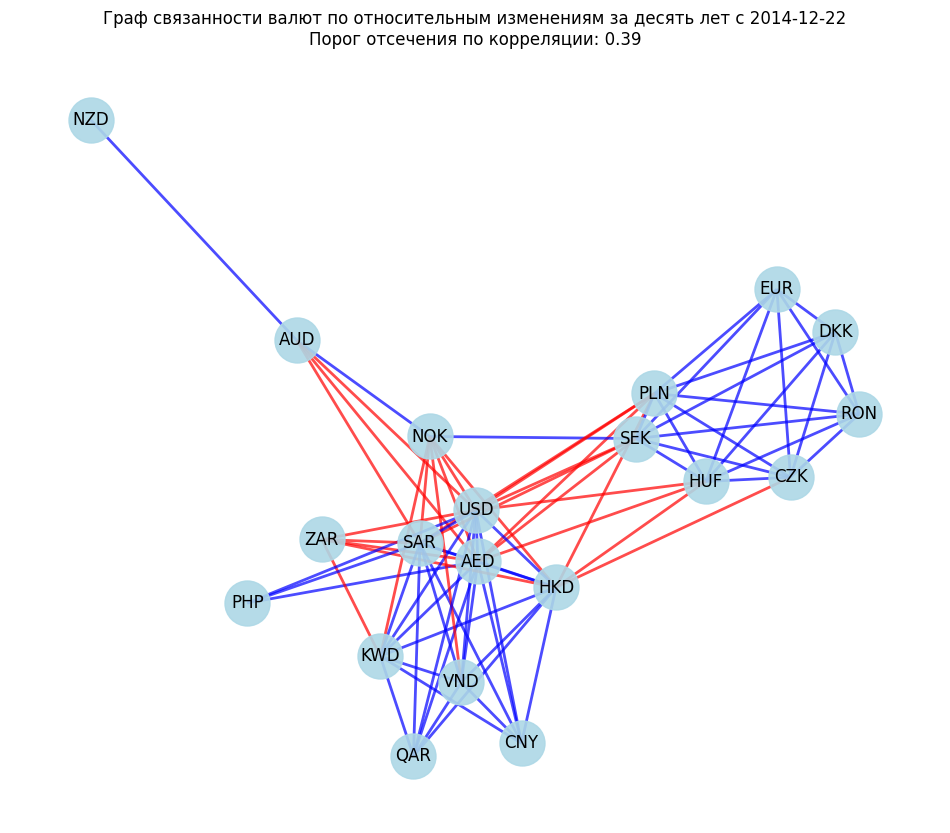 Граф связанности валют по относительным изменениям за десять лет с 2014-12-22
Порог отсечения по корреляции: 0.39
NZD
EUR
DKK
AUD
PLN
RON
NOK
SEK
CZK
HUF
USD
ZAR
SAR
AED
HKD
PHP
KWD
VND
CNY
QAR